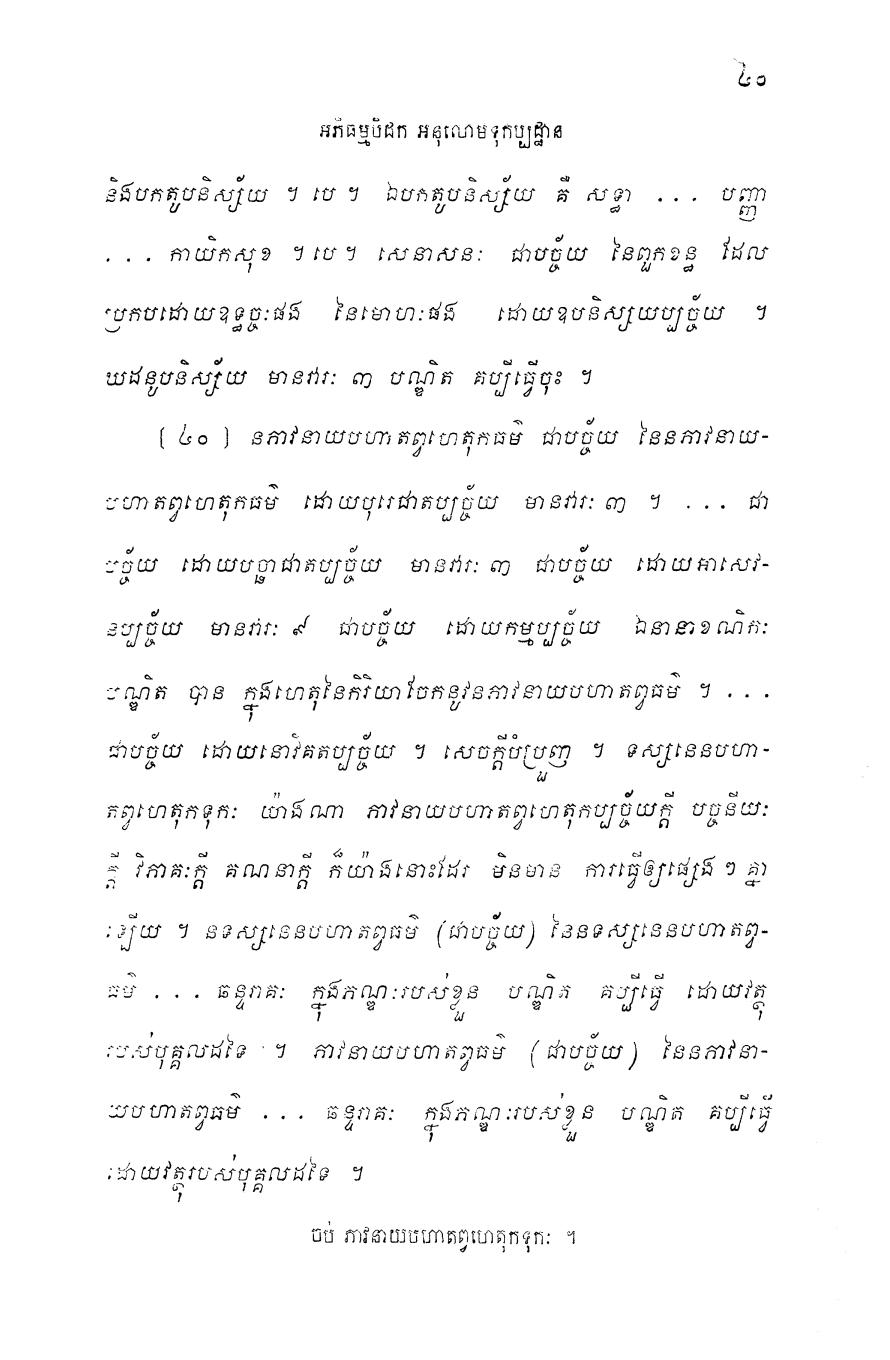 ៤០
អភិធម្មបិដក អនុលោមទុកប្បដ្ឋាន
និងបកតូបនិស្ស័យ ។ បេ ។ ឯបកតូបនិស្ស័យ គឺ សទ្ធា ... បញ្ញា
... កាយិកសុខ ។ បេ ។ សេនាសនៈ ជាបច្ច័យ នៃពួកខន្ធ ដែល
ប្រកបដោយឧទ្ធច្ចៈផង នៃមោហៈផង ដោយឧបនិស្សយប្បច្ច័យ ។
ឃដនូបនិស្ស័យ មានវារៈ ៣ បណ្ឌិត គប្បីធ្វើចុះ ។
[ ៤០ ] នភាវនាយបហាតព្វហេតុកធម៌ ជាបច្ច័យ នៃនភាវនាយ-
បហាតព្វហេតុកធម៌ ដោយបុរេជាតប្បច្ច័យ មានវារៈ ៣ ។ ... ជា
បច្ច័យ ដោយបច្ឆាជាតប្បច្ច័យ មានវារៈ ៣ ជាបច្ច័យ ដោយអាសេវ-
នប្បច្ច័យ មានវារៈ ៩ ជាបច្ច័យ ដោយកម្មប្បច្ច័យ ឯនានាខណិកៈ
បណ្ឌិត បាន ក្នុងហេតុនៃកិរិយាចែកនូវនភាវនាយបហាតព្វធម៌ ។ ...
ជាបច្ច័យ ដោយនោវិគតប្បច្ច័យ ។ សេចក្តីបំប្រួញ ។ ទស្សនេនបហា-
តព្វហេតុកទុកៈ យ៉ាងណា ភាវនាយបហាតព្វហេតុកប្បច្ច័យក្តី បច្ចនីយៈ
ក្តី វិភាគៈក្តី គណនាក្តី ក៏យ៉ាងនោះដែរ មិនមាន ការធ្វើឲ្យផ្សេងៗ គ្នា
ឡើយ ។ នទស្សនេនបហាតព្វធម៌ (ជាបច្ច័យ) នៃនទស្សនេនបហាតព្វ-
ធម៌ ... ឆន្ទរាគៈ ក្នុងភណ្ឌៈរបស់ខ្លួន បណ្ឌិត គប្បីធ្វើ ដោយវត្ថុ
របស់បុគ្គលដទៃ ។ ភាវនាយបហាតព្វធម៌ (ជាបច្ច័យ) នៃនភាវនា-
យបហាតព្វធម៌ ... ឆន្ទរាគៈ ក្នុងភណ្ឌៈរបស់ខ្លួន បណ្ឌិត គប្បីធ្វើ
ដោយវត្ថុរបស់បុគ្គលដទៃ ។
ចប់ ភាវនាយបហាតព្វហេតុកទុកៈ ។